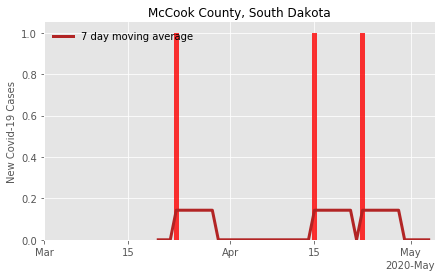 McCook County, South Dakota
7 day moving average
New Covid-19 Cases
1.0
0.8
0.6
0.4
0.2
0.0
Mar 15 Apr 15 May
2020-May